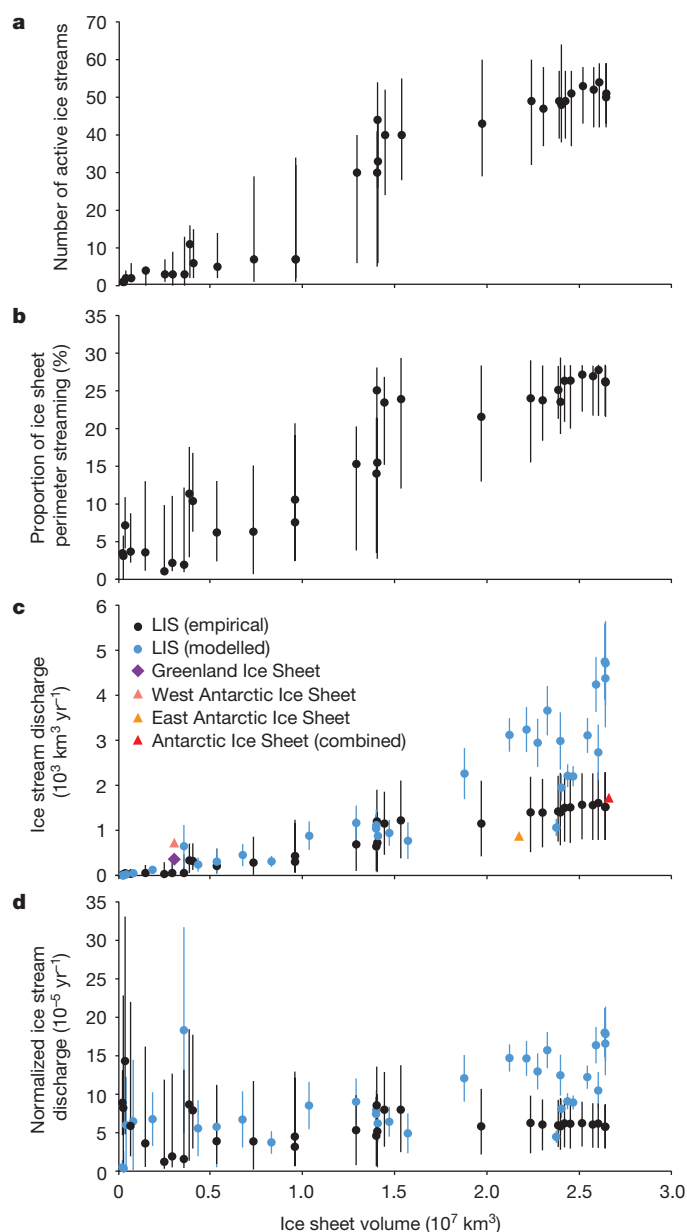 a
70
60
50
40
30
20
10
0
Number of active ice streams
b
35
30
25
20
15
10
5
0
Proportion of ice sheet
perimeter streaming (%)
c
6
5
4
3
2
1
0
Ice stream discharge
(10³ km³ yr⁻¹)
LIS (empirical)
LIS (modelled)
Greenland Ice Sheet
West Antarctic Ice Sheet
East Antarctic Ice Sheet
Antarctic Ice Sheet (combined)
d
35
30
25
20
15
10
5
0
Normalized ice stream
discharge (10⁻⁵ yr⁻¹)
0 0.5 1.0 1.5 2.0 2.5 3.0
Ice sheet volume (10⁷ km³)